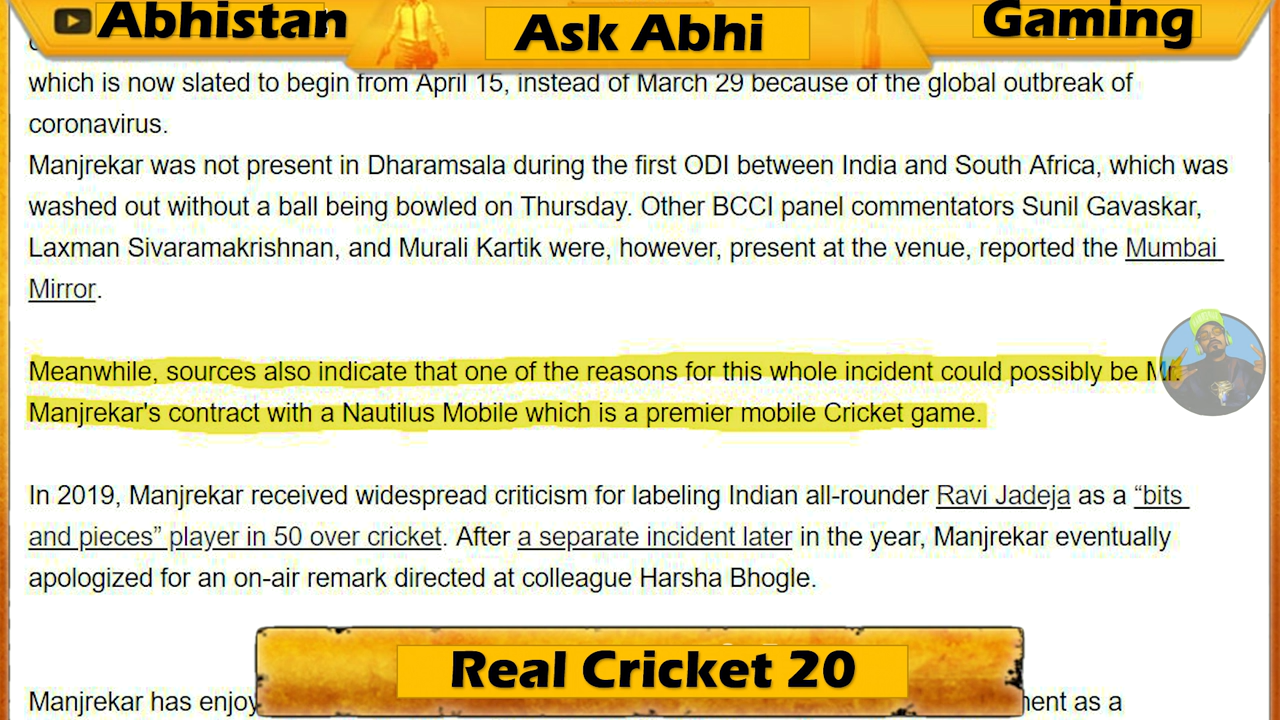 Abhistan
Ask Abhi
Gaming
which is now slated to begin from April 15, instead of March 29 because of the global outbreak of
coronavirus.
Manjrekar was not present in Dharamsala during the first ODI between India and South Africa, which was
washed out without a ball being bowled on Thursday. Other BCCI panel commentators Sunil Gavaskar,
Laxman Sivaramakrishnan, and Murali Kartik were, however, present at the venue, reported the Mumbai
Mirror.
Meanwhile, sources also indicate that one of the reasons for this whole incident could possibly be Mr.
Manjrekar's contract with a Nautilus Mobile which is a premier mobile Cricket game.
In 2019, Manjrekar received widespread criticism for labeling Indian all-rounder Ravi Jadeja as a “bits
and pieces” player in 50 over cricket. After a separate incident later in the year, Manjrekar eventually
apologized for an on-air remark directed at colleague Harsha Bhogle.
Real Cricket 20
Manjrekar has as a